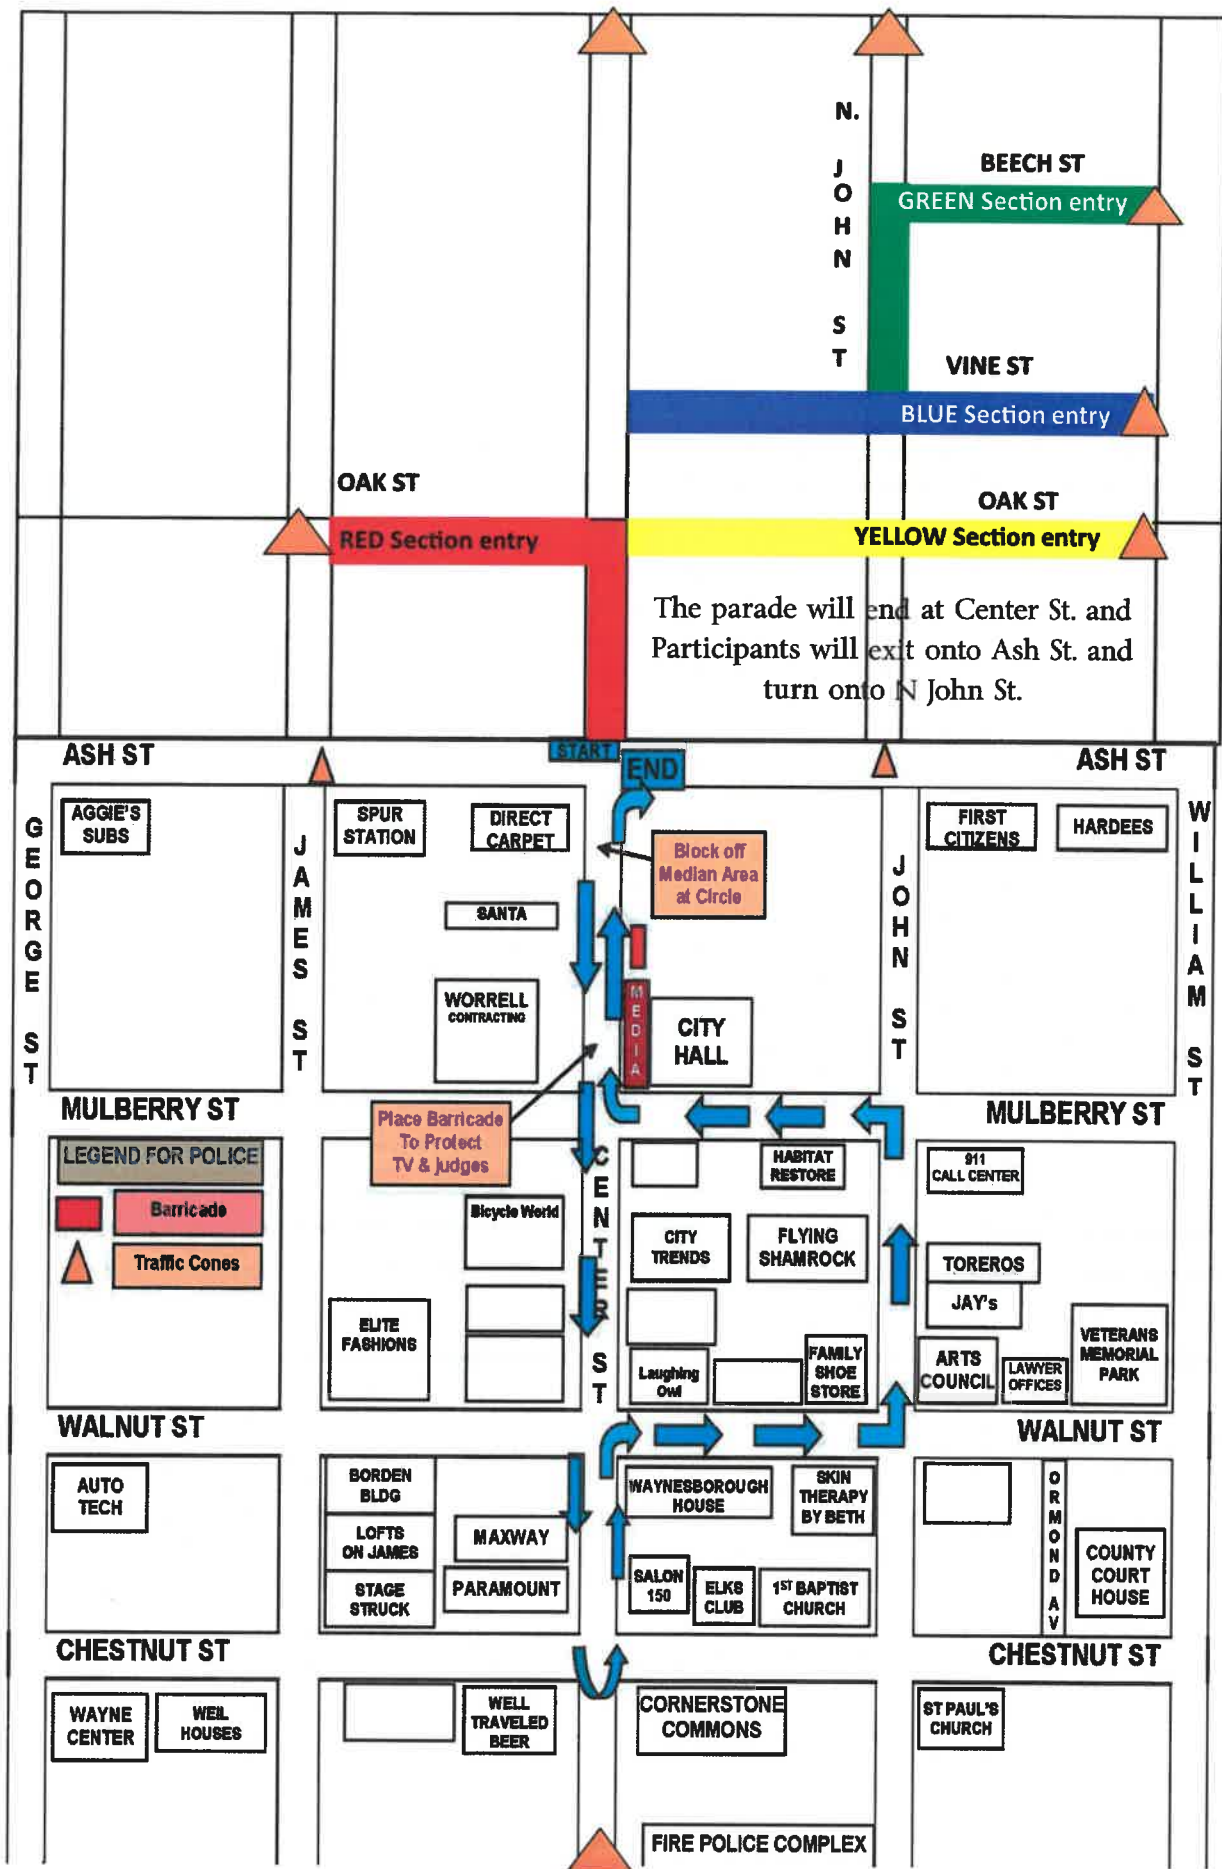 N. JOHN ST
BEECH ST
GREEN Section entry
VINE ST
BLUE Section entry
OAK ST
OAK ST
RED Section entry
YELLOW Section entry
The parade will end at Center St. and
Participants will exit onto Ash St. and
turn onto N John St.
ASH ST
START
END
ASH ST
GEORGE ST
AGGIE'S
SUBS
JAMES ST
SPUR
STATION
DIRECT
CARPET
Block off
Median Area
at Circle
JOHN ST
FIRST
CITIZENS
HARDEES
WILLIAM ST
SANTA
WORRELL
CONTRACTING
MEDIA
CITY
HALL
MULBERRY ST
MULBERRY ST
Place Barricade
To Protect
TV & Judges
LEGEND FOR POLICE
Barricade
Traffic Cones
CENTER ST
HABITAT
RESTORE
911
CALL CENTER
Bicycle World
CITY
TRENDS
FLYING
SHAMROCK
TOREROS
JAY's
ELITE
FASHIONS
Laughing
Owl
FAMILY
SHOE
STORE
ARTS
COUNCIL
LAWYER
OFFICES
VETERANS
MEMORIAL
PARK
WALNUT ST
WALNUT ST
AUTO
TECH
BORDEN
BLDG
LOFTS
ON JAMES
STAGE
STRUCK
MAXWAY
PARAMOUNT
WAYNESBOROUGH
HOUSE
SKIN
THERAPY
BY BETH
SALON
150
ELKS
CLUB
1ST BAPTIST
CHURCH
ORMOND AV
COUNTY
COURT
HOUSE
CHESTNUT ST
CHESTNUT ST
WAYNE
CENTER
WEIL
HOUSES
WELL
TRAVELED
BEER
CORNERSTONE
COMMONS
ST PAUL'S
CHURCH
FIRE POLICE COMPLEX